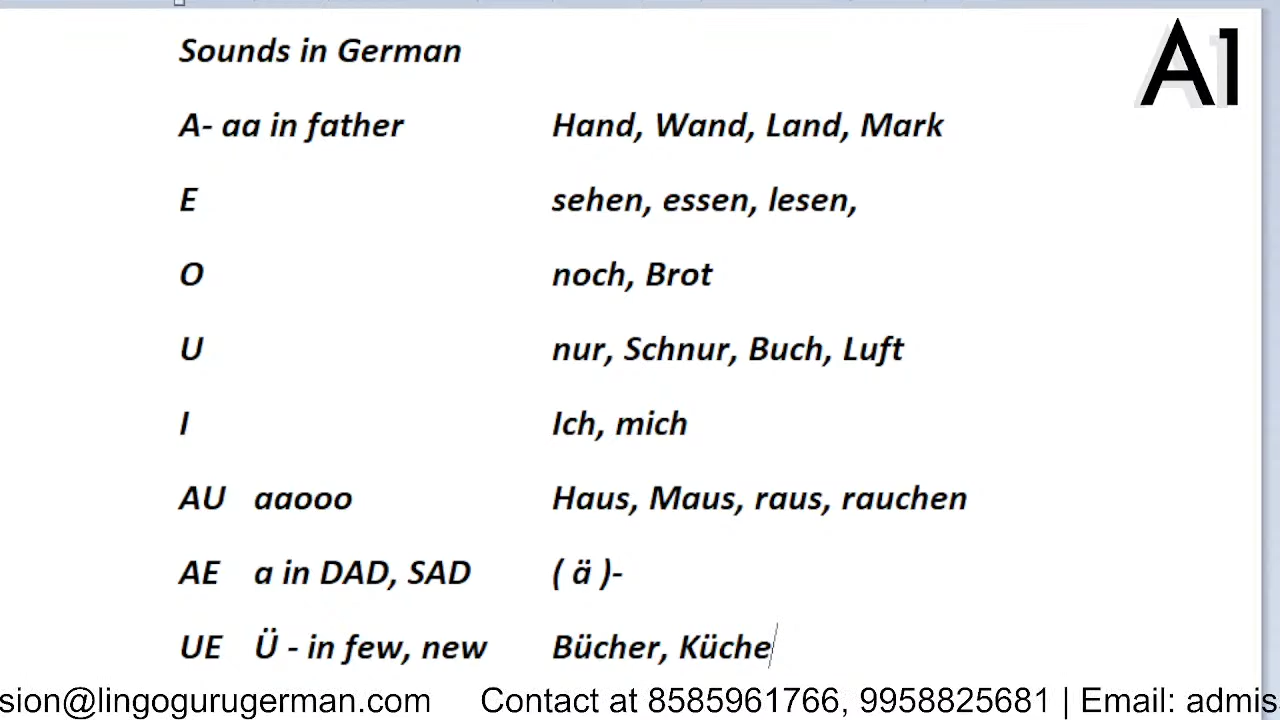 A1
Sounds in German
A- aa in father Hand, Wand, Land, Mark
E sehen, essen, lesen,
O noch, Brot
U nur, Schnur, Buch, Luft
I Ich, mich
AU aaooo Haus, Maus, raus, rauchen
AE a in DAD, SAD ( ä )-
UE Ü - in few, new Bücher, Küche
sion@lingogurugerman.com Contact at 8585961766, 9958825681 | Email: admis